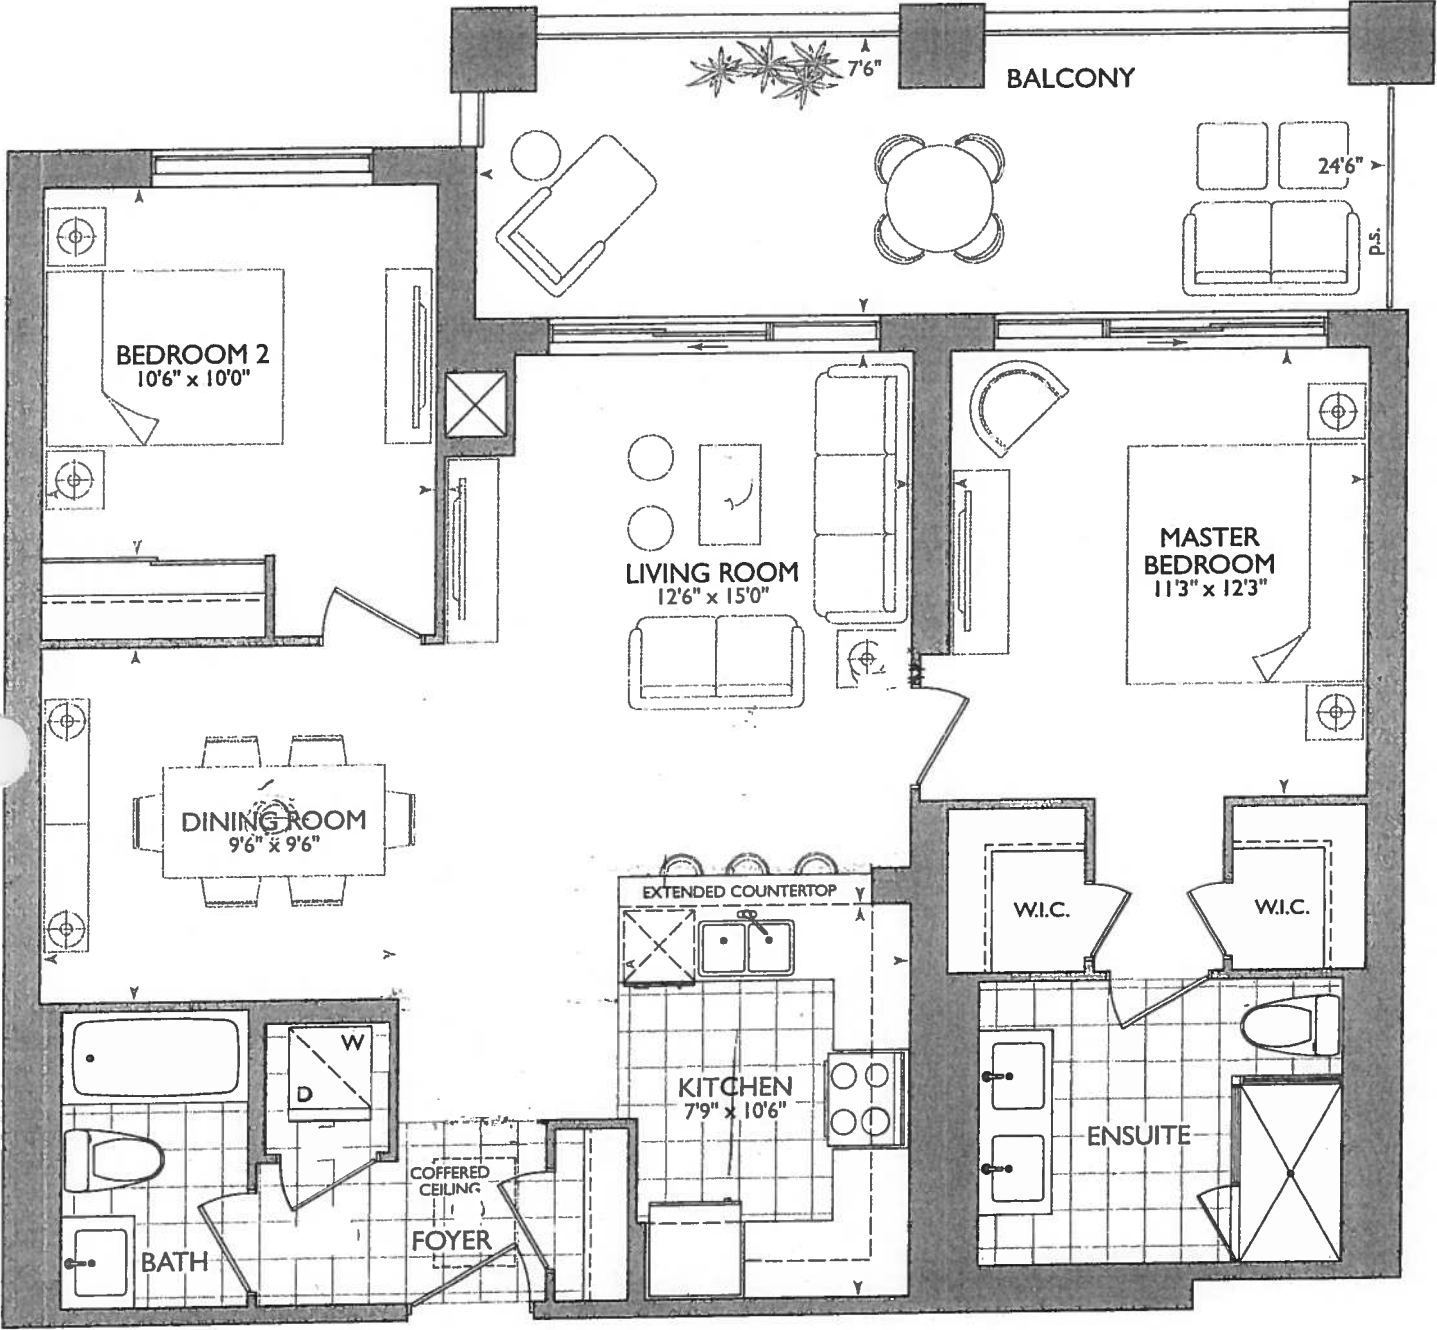 7'6"
BALCONY
24'6"
p.s.
BEDROOM 2
10'6" x 10'0"
LIVING ROOM
12'6" x 15'0"
MASTER
BEDROOM
11'3" x 12'3"
DINING ROOM
9'6" x 9'6"
EXTENDED COUNTERTOP
W.I.C.
W.I.C.
W
D
KITCHEN
7'9" x 10'6"
ENSUITE
COFFERED
CEILING
FOYER
BATH